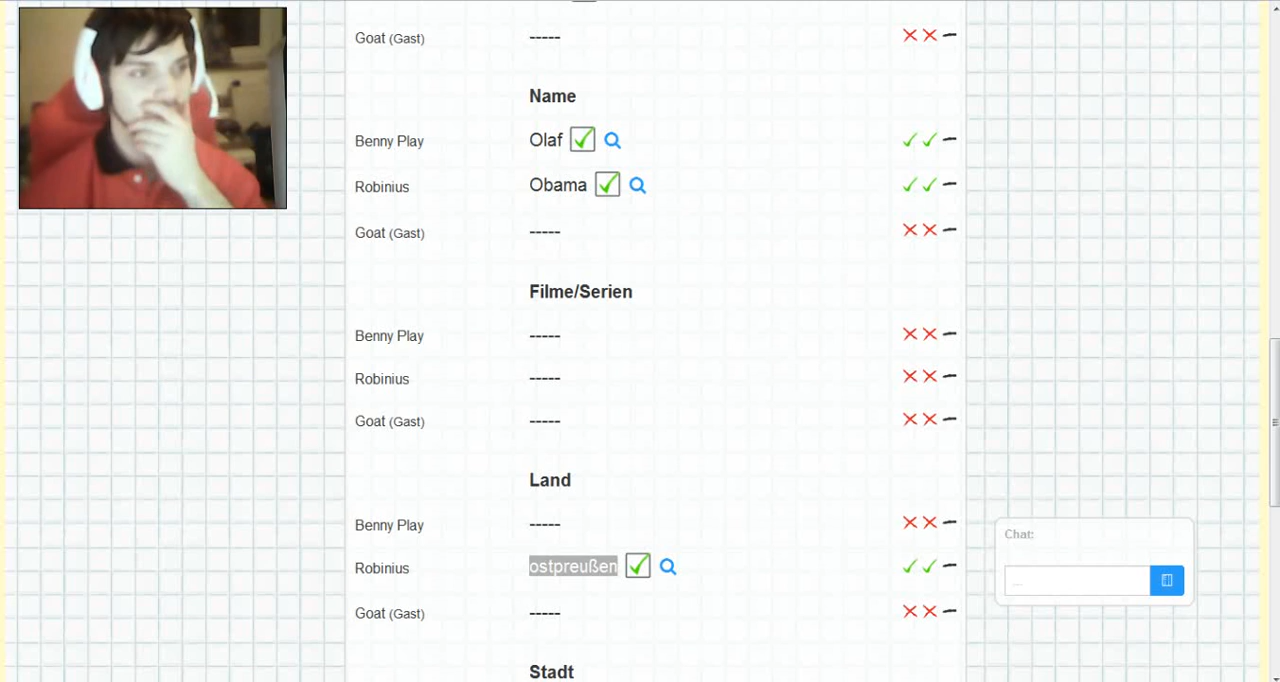 Goat (Gast) -----
Name
Benny Play Olaf
Robinius Obama
Goat (Gast) -----
Filme/Serien
Benny Play -----
Robinius -----
Goat (Gast) -----
Land
Benny Play -----
Robinius ostpreußen
Goat (Gast) -----
Chat:
...
Stadt